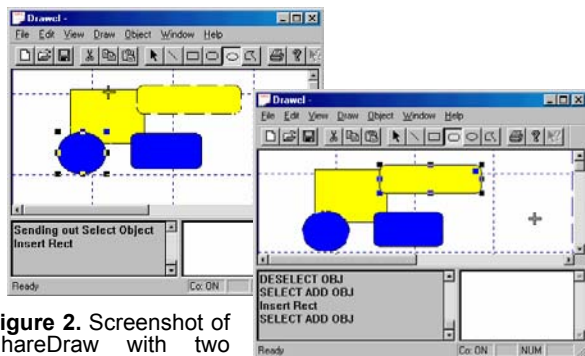 Drawcl -
File Edit View Draw Object Window Help
Sending out Select Object
Insert Rect
Ready
Co: ON
Drawcl -
File Edit View Draw Object Window Help
DESELECT OBJ
SELECT ADD OBJ
Insert Rect
SELECT ADD OBJ
Ready
Co: ON
NUM
igure 2. Screenshot of
hareDraw with two